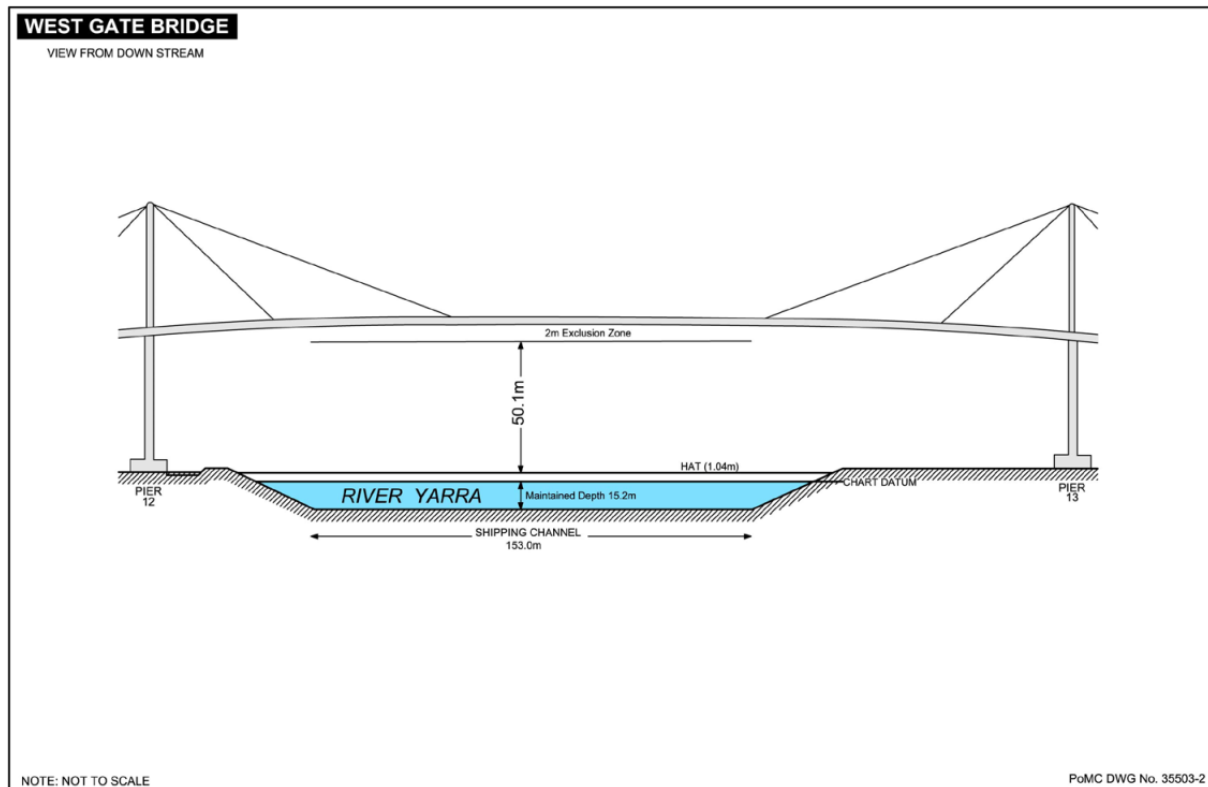 WEST GATE BRIDGE
VIEW FROM DOWN STREAM
2m Exclusion Zone
50.1m
HAT (1.04m)
CHART DATUM
PIER
12
RIVER YARRA
Maintained Depth 15.2m
PIER
13
SHIPPING CHANNEL
153.0m
NOTE: NOT TO SCALE
PoMC DWG No. 35503-2